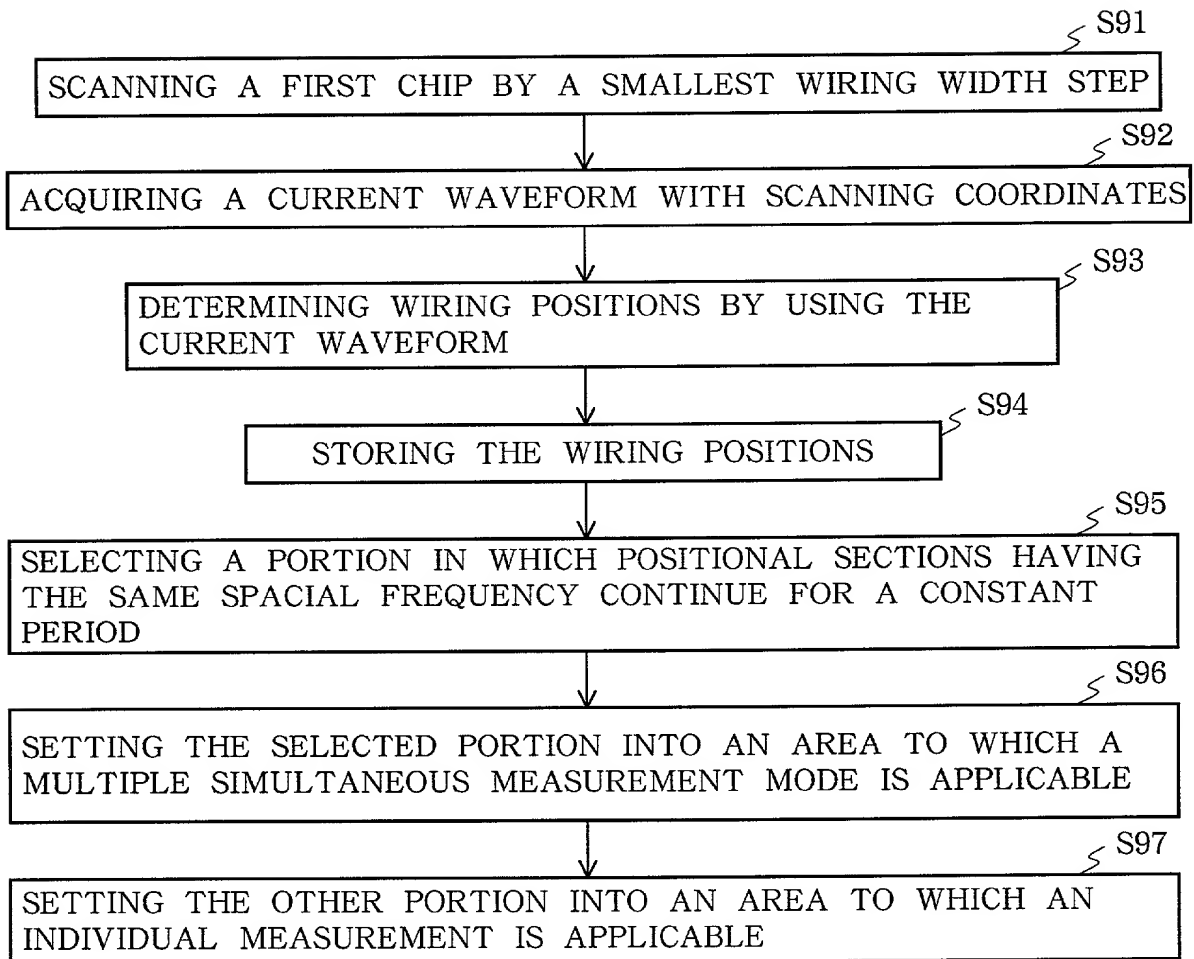 S91
SCANNING A FIRST CHIP BY A SMALLEST WIRING WIDTH STEP
S92
ACQUIRING A CURRENT WAVEFORM WITH SCANNING COORDINATES
S93
DETERMINING WIRING POSITIONS BY USING THE
CURRENT WAVEFORM
S94
STORING THE WIRING POSITIONS
S95
SELECTING A PORTION IN WHICH POSITIONAL SECTIONS HAVING
THE SAME SPACIAL FREQUENCY CONTINUE FOR A CONSTANT
PERIOD
S96
SETTING THE SELECTED PORTION INTO AN AREA TO WHICH A
MULTIPLE SIMULTANEOUS MEASUREMENT MODE IS APPLICABLE
S97
SETTING THE OTHER PORTION INTO AN AREA TO WHICH AN
INDIVIDUAL MEASUREMENT IS APPLICABLE